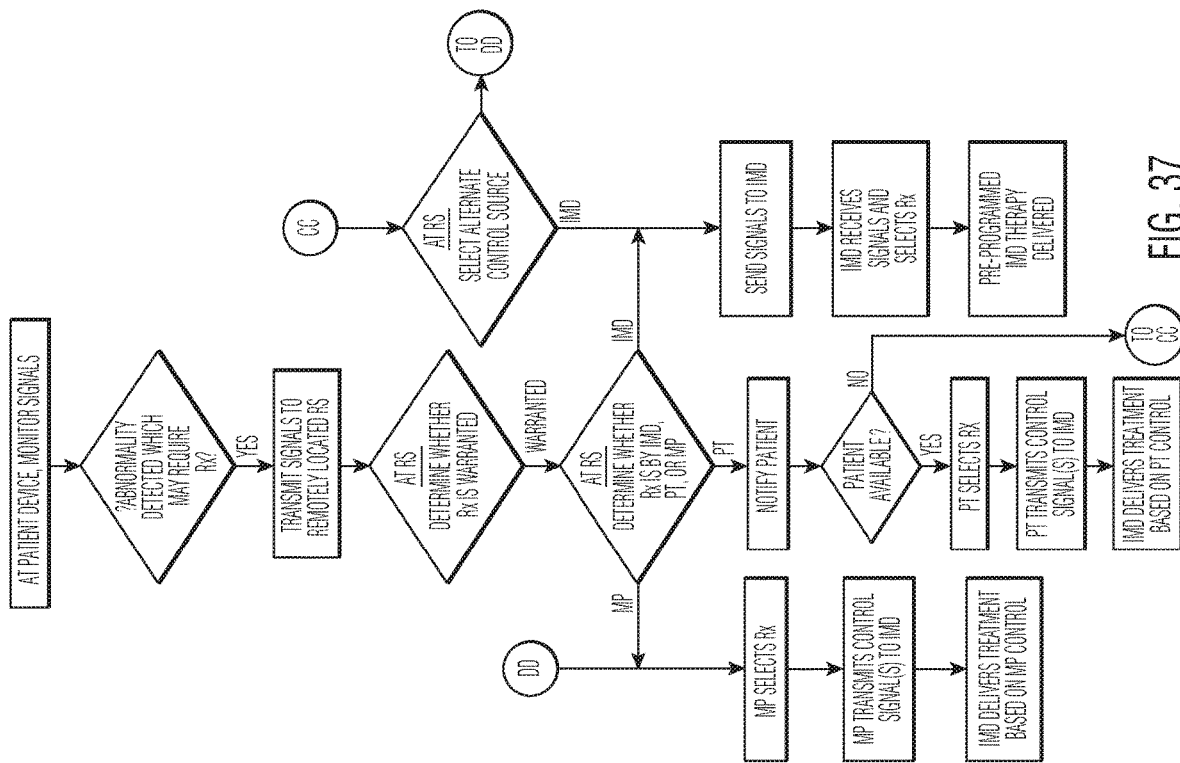 AT PATIENT DEVICE, MONITOR SIGNALS
?ABNORMALITY
DETECTED WHICH
MAY REQUIRE
Rx?
YES
TRANSMIT SIGNALS TO
REMOTELY LOCATED RS
AT RS
DETERMINE WHETHER
Rx IS WARRANTED
WARRANTED
AT RS
DETERMINE WHETHER
Rx IS BY IMD,
PT, OR MP
MP
IMD
PT
CC
AT RS
SELECT ALTERNATE
CONTROL SOURCE
TO
DD
IMD
DD
MP SELECTS Rx
MP TRANSMITS CONTROL
SIGNAL(S) TO IMD
IMD DELIVERS TREATMENT
BASED ON MP CONTROL
NOTIFY PATIENT
PATIENT
AVAILABLE?
NO
YES
TO
CC
PT SELECTS RX
PT TRANSMITS CONTROL
SIGNAL(S) TO IMD
IMD DELIVERS TREATMENT
BASED ON PT CONTROL
SEND SIGNALS TO IMD
IMD RECEIVES
SIGNALS AND
SELECTS Rx
PRE-PROGRAMMED
IMD THERAPY
DELIVERED
FIG. 37